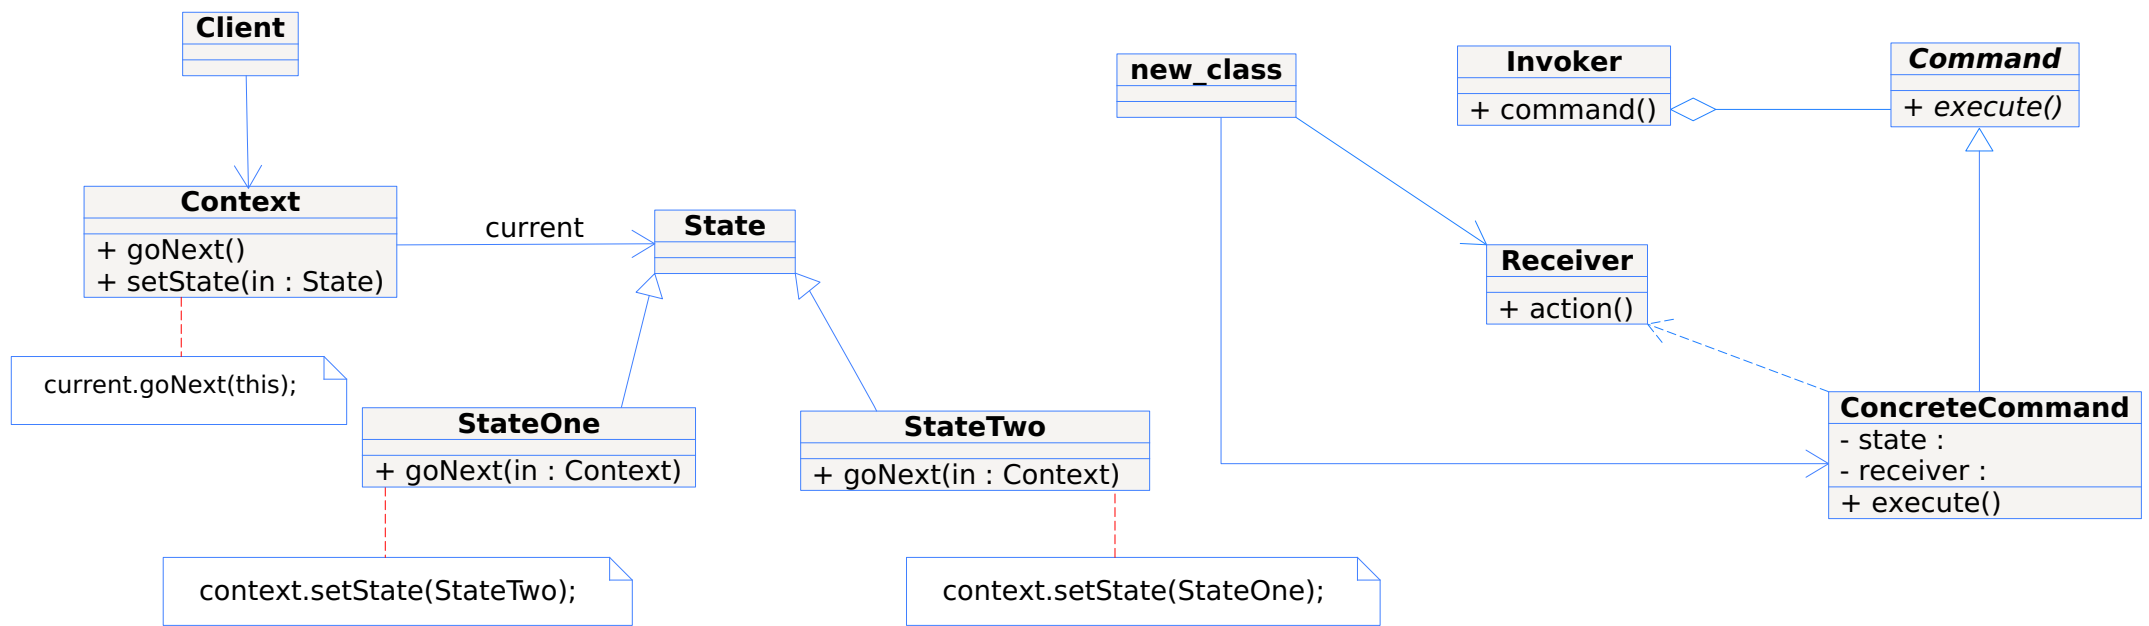 Client
Context
+ goNext()
+ setState(in : State)
current.goNext(this);
current
State
StateOne
+ goNext(in : Context)
context.setState(StateTwo);
StateTwo
+ goNext(in : Context)
context.setState(StateOne);
new_class
Invoker
+ command()
Command
+ execute()
Receiver
+ action()
ConcreteCommand
- state :
- receiver :
+ execute()